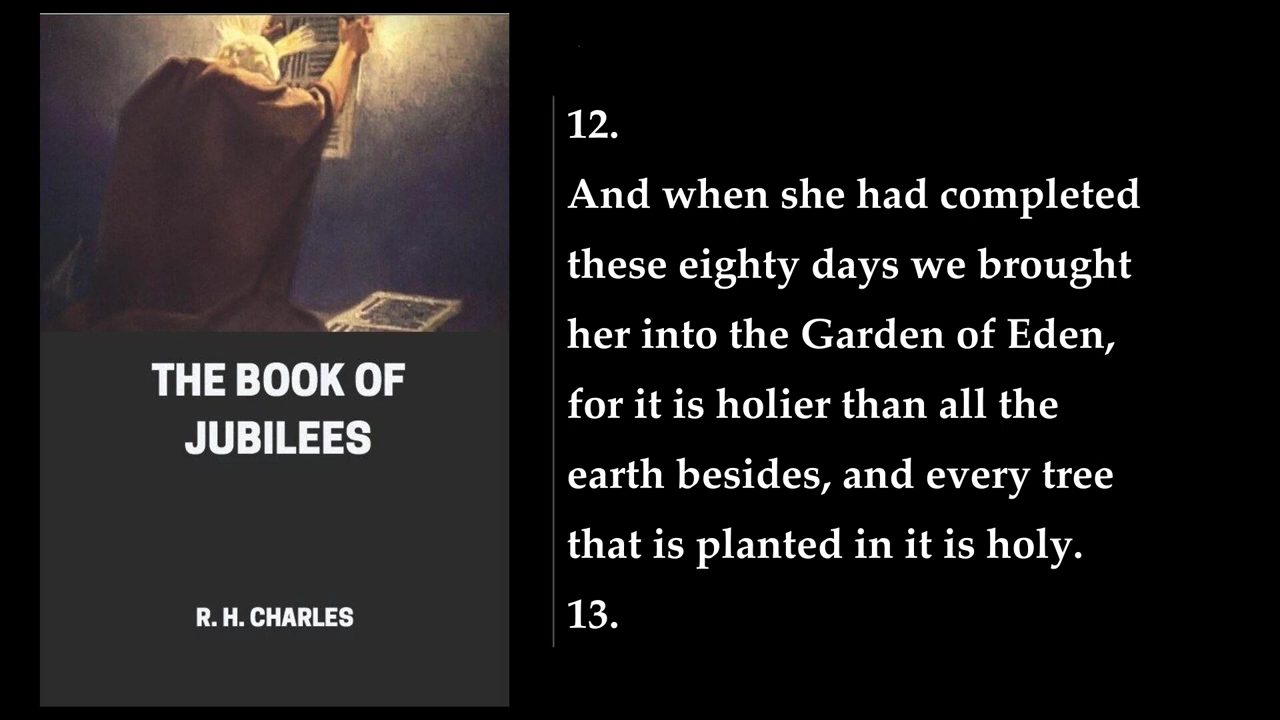 THE BOOK OF
JUBILEES
R. H. CHARLES
12.
And when she had completed
these eighty days we brought
her into the Garden of Eden,
for it is holier than all the
earth besides, and every tree
that is planted in it is holy.
13.